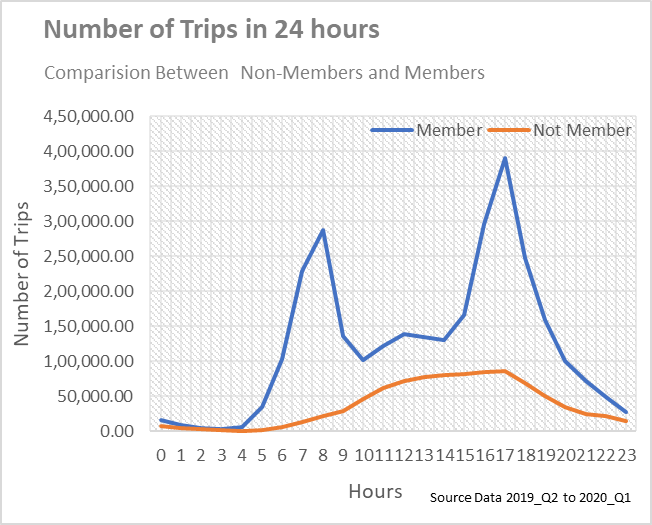 Number of Trips in 24 hours
Comparision Between Non-Members and Members
4,50,000.00
4,00,000.00
3,50,000.00
3,00,000.00
2,50,000.00
2,00,000.00
1,50,000.00
1,00,000.00
50,000.00
0.00
Number of Trips
Member Not Member
0 1 2 3 4 5 6 7 8 9 10 11 12 13 14 15 16 17 18 19 20 21 22 23
Hours
Source Data 2019_Q2 to 2020_Q1